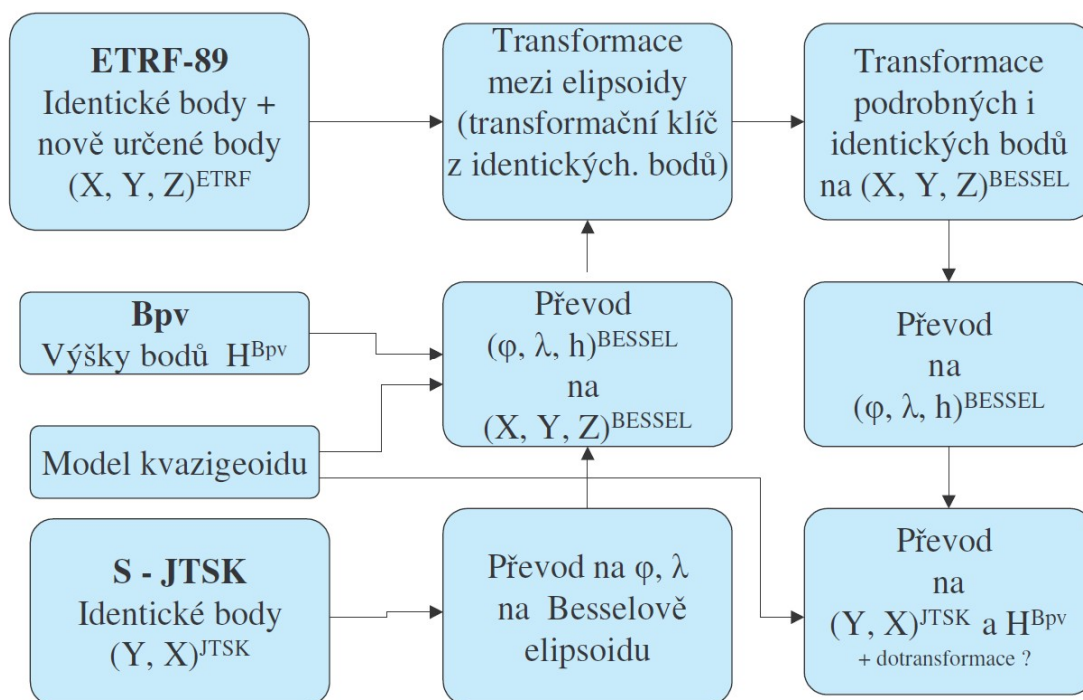 ETRF-89
Identické body +
nově určené body
(X, Y, Z)ETRF
Transformace
mezi elipsoidy
(transformační klíč
z identických. bodů)
Transformace
podrobných i
identických bodů
na (X, Y, Z)BESSEL
Bpv
Výšky bodů HBpv
Převod
(φ, λ, h)BESSEL
na
(X, Y, Z)BESSEL
Převod
na
(φ, λ, h)BESSEL
Model kvazigeoidu
S - JTSK
Identické body
(Y, X)JTSK
Převod na φ, λ
na Besselově
elipsoidu
Převod
na
(Y, X)JTSK a HBpv
+ dotransformace ?